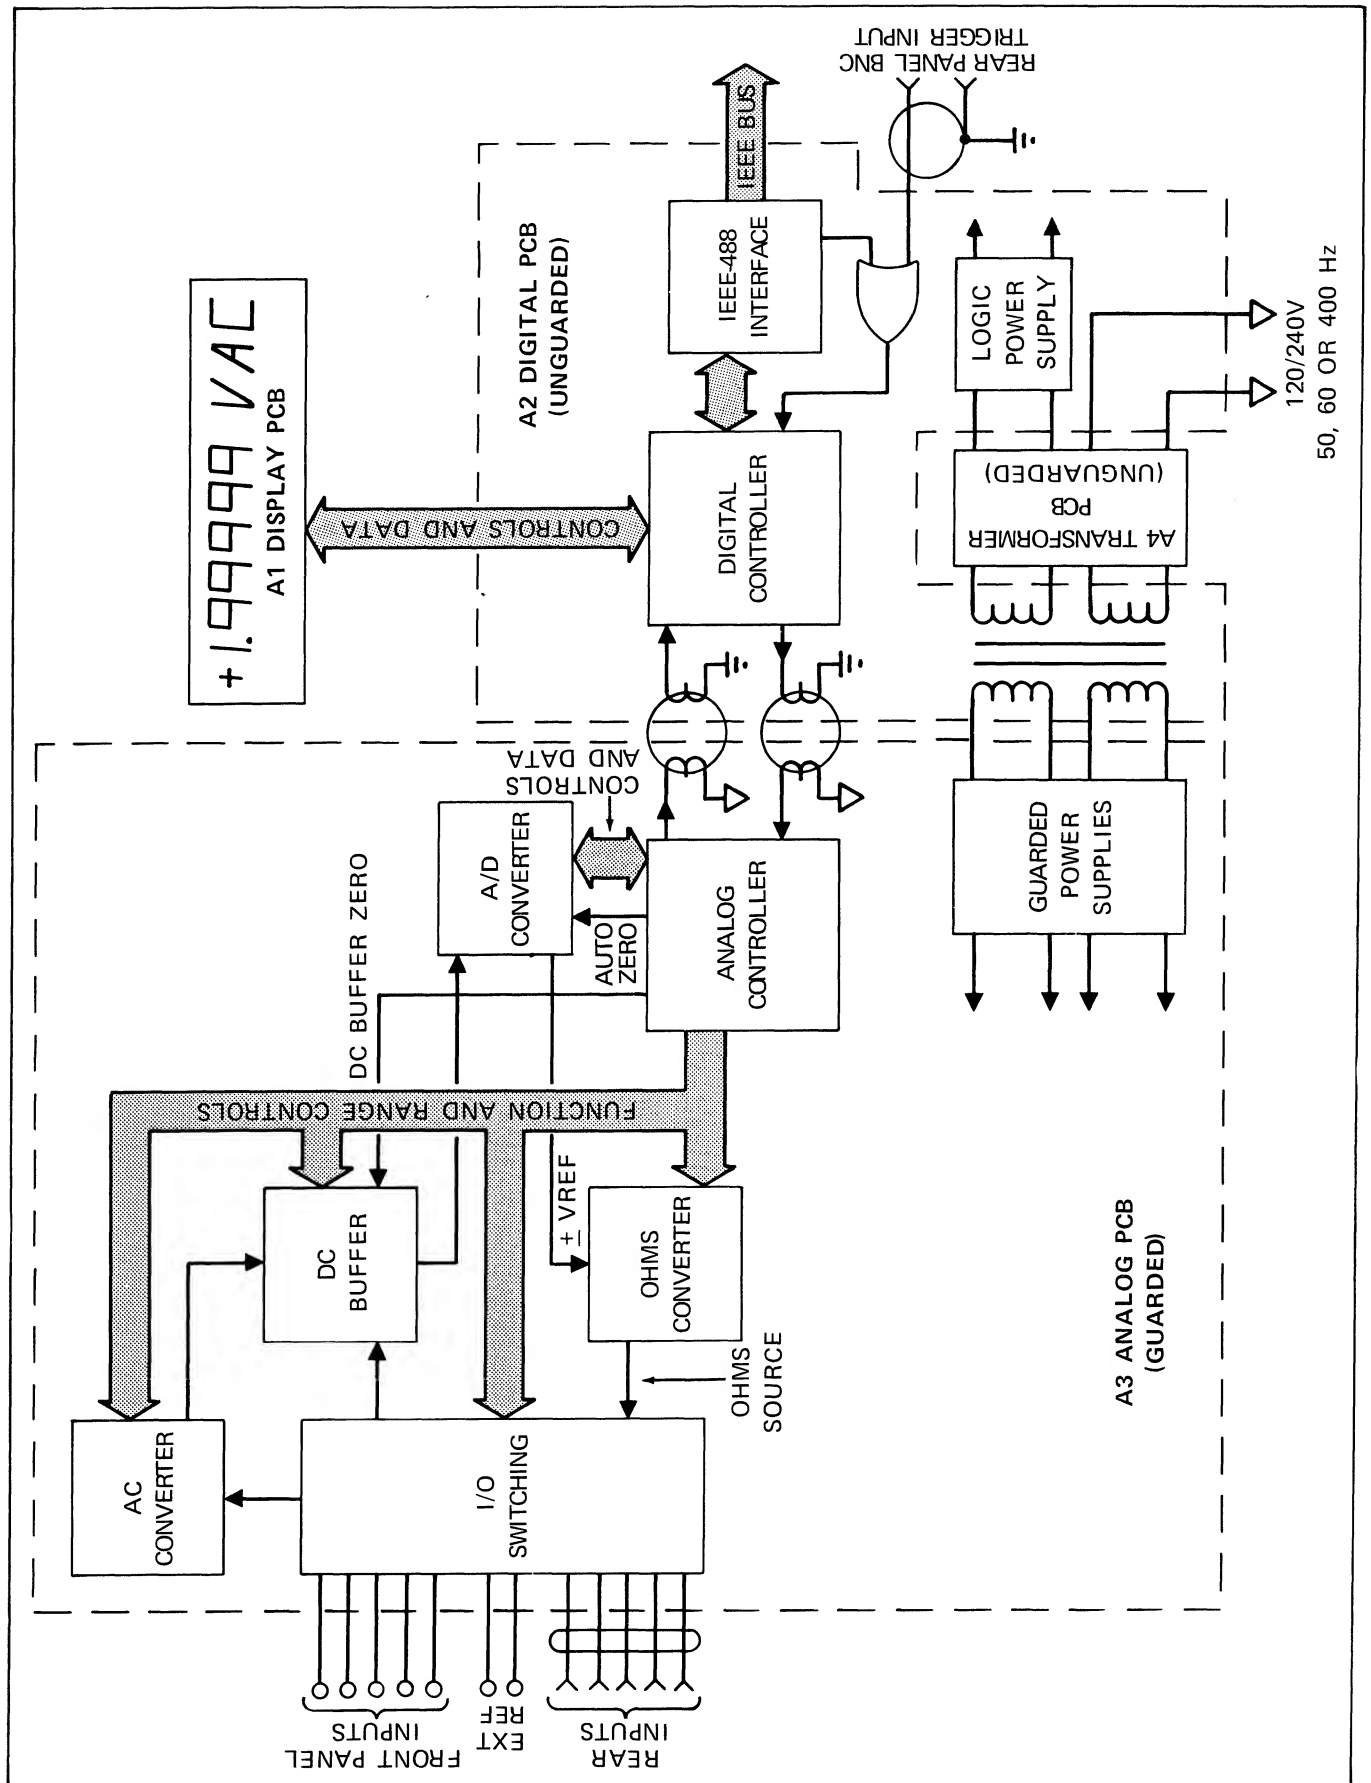 +1.99999 VAC
A1 DISPLAY PCB
CONTROLS AND DATA
A2 DIGITAL PCB
(UNGUARDED)
IEEE-488
INTERFACE
IEEE BUS
REAR PANEL BNC
TRIGGER INPUT
DIGITAL
CONTROLLER
LOGIC
POWER
SUPPLY
A4 TRANSFORMER
PCB
(UNGUARDED)
120/240V
50, 60 OR 400 Hz
A/D
CONVERTER
CONTROLS
AND DATA
AUTO
ZERO
DC BUFFER ZERO
ANALOG
CONTROLLER
GUARDED
POWER
SUPPLIES
FUNCTION AND RANGE CONTROLS
DC
BUFFER
± VREF
OHMS
CONVERTER
OHMS
SOURCE
AC
CONVERTER
I/O
SWITCHING
FRONT PANEL
INPUTS
EXT
REF
REAR
INPUTS
A3 ANALOG PCB
(GUARDED)